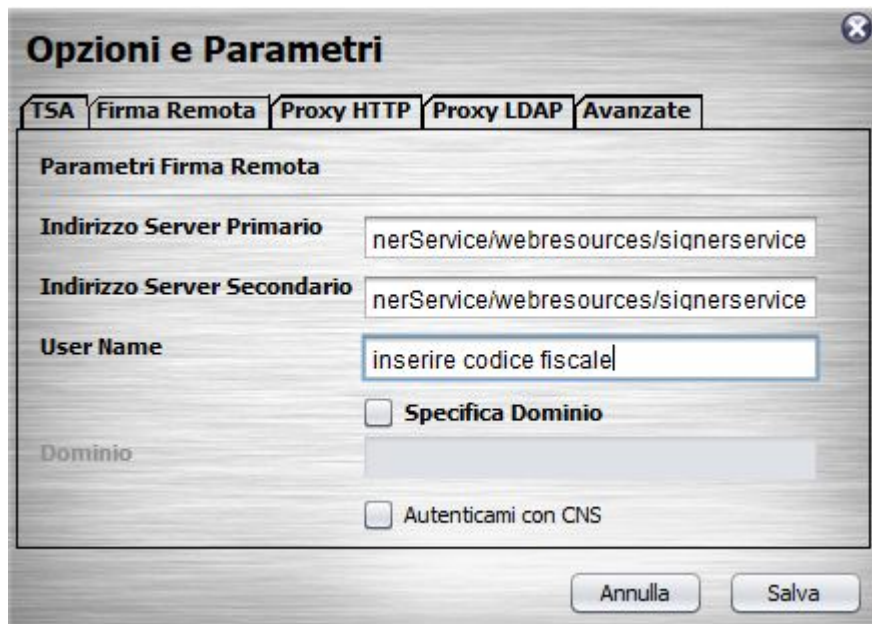 Opzioni e Parametri
TSA Firma Remota Proxy HTTP Proxy LDAP Avanzate
Parametri Firma Remota
Indirizzo Server Primario nerService/webresources/signerservice
Indirizzo Server Secondario nerService/webresources/signerservice
User Name inserire codice fiscale
Specifica Dominio
Dominio
Autenticami con CNS
Annulla Salva